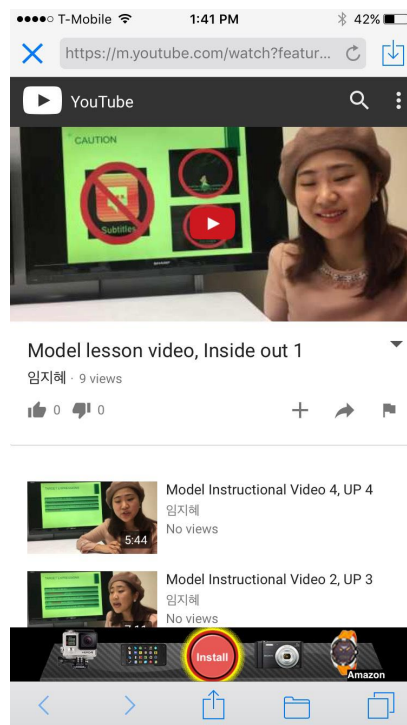 T-Mobile 1:41 PM 42%
https://m.youtube.com/watch?featur...
YouTube
CAUTION
Subtitles
SHARP
Model lesson video, Inside out 1
임지혜 · 9 views
0 0
Model Instructional Video 4, UP 4
임지혜
No views
5:44
Model Instructional Video 2, UP 3
임지혜
No views
Install
Amazon